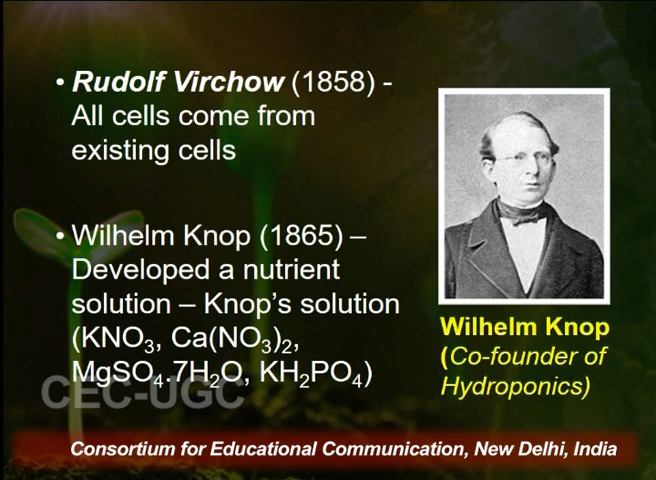 • Rudolf Virchow (1858) -
All cells come from
existing cells
• Wilhelm Knop (1865) –
Developed a nutrient
solution – Knop's solution
(KNO₃, Ca(NO₃)₂,
MgSO₄.7H₂O, KH₂PO₄)
CEC-UGC
Wilhelm Knop
(Co-founder of
Hydroponics)
Consortium for Educational Communication, New Delhi, India